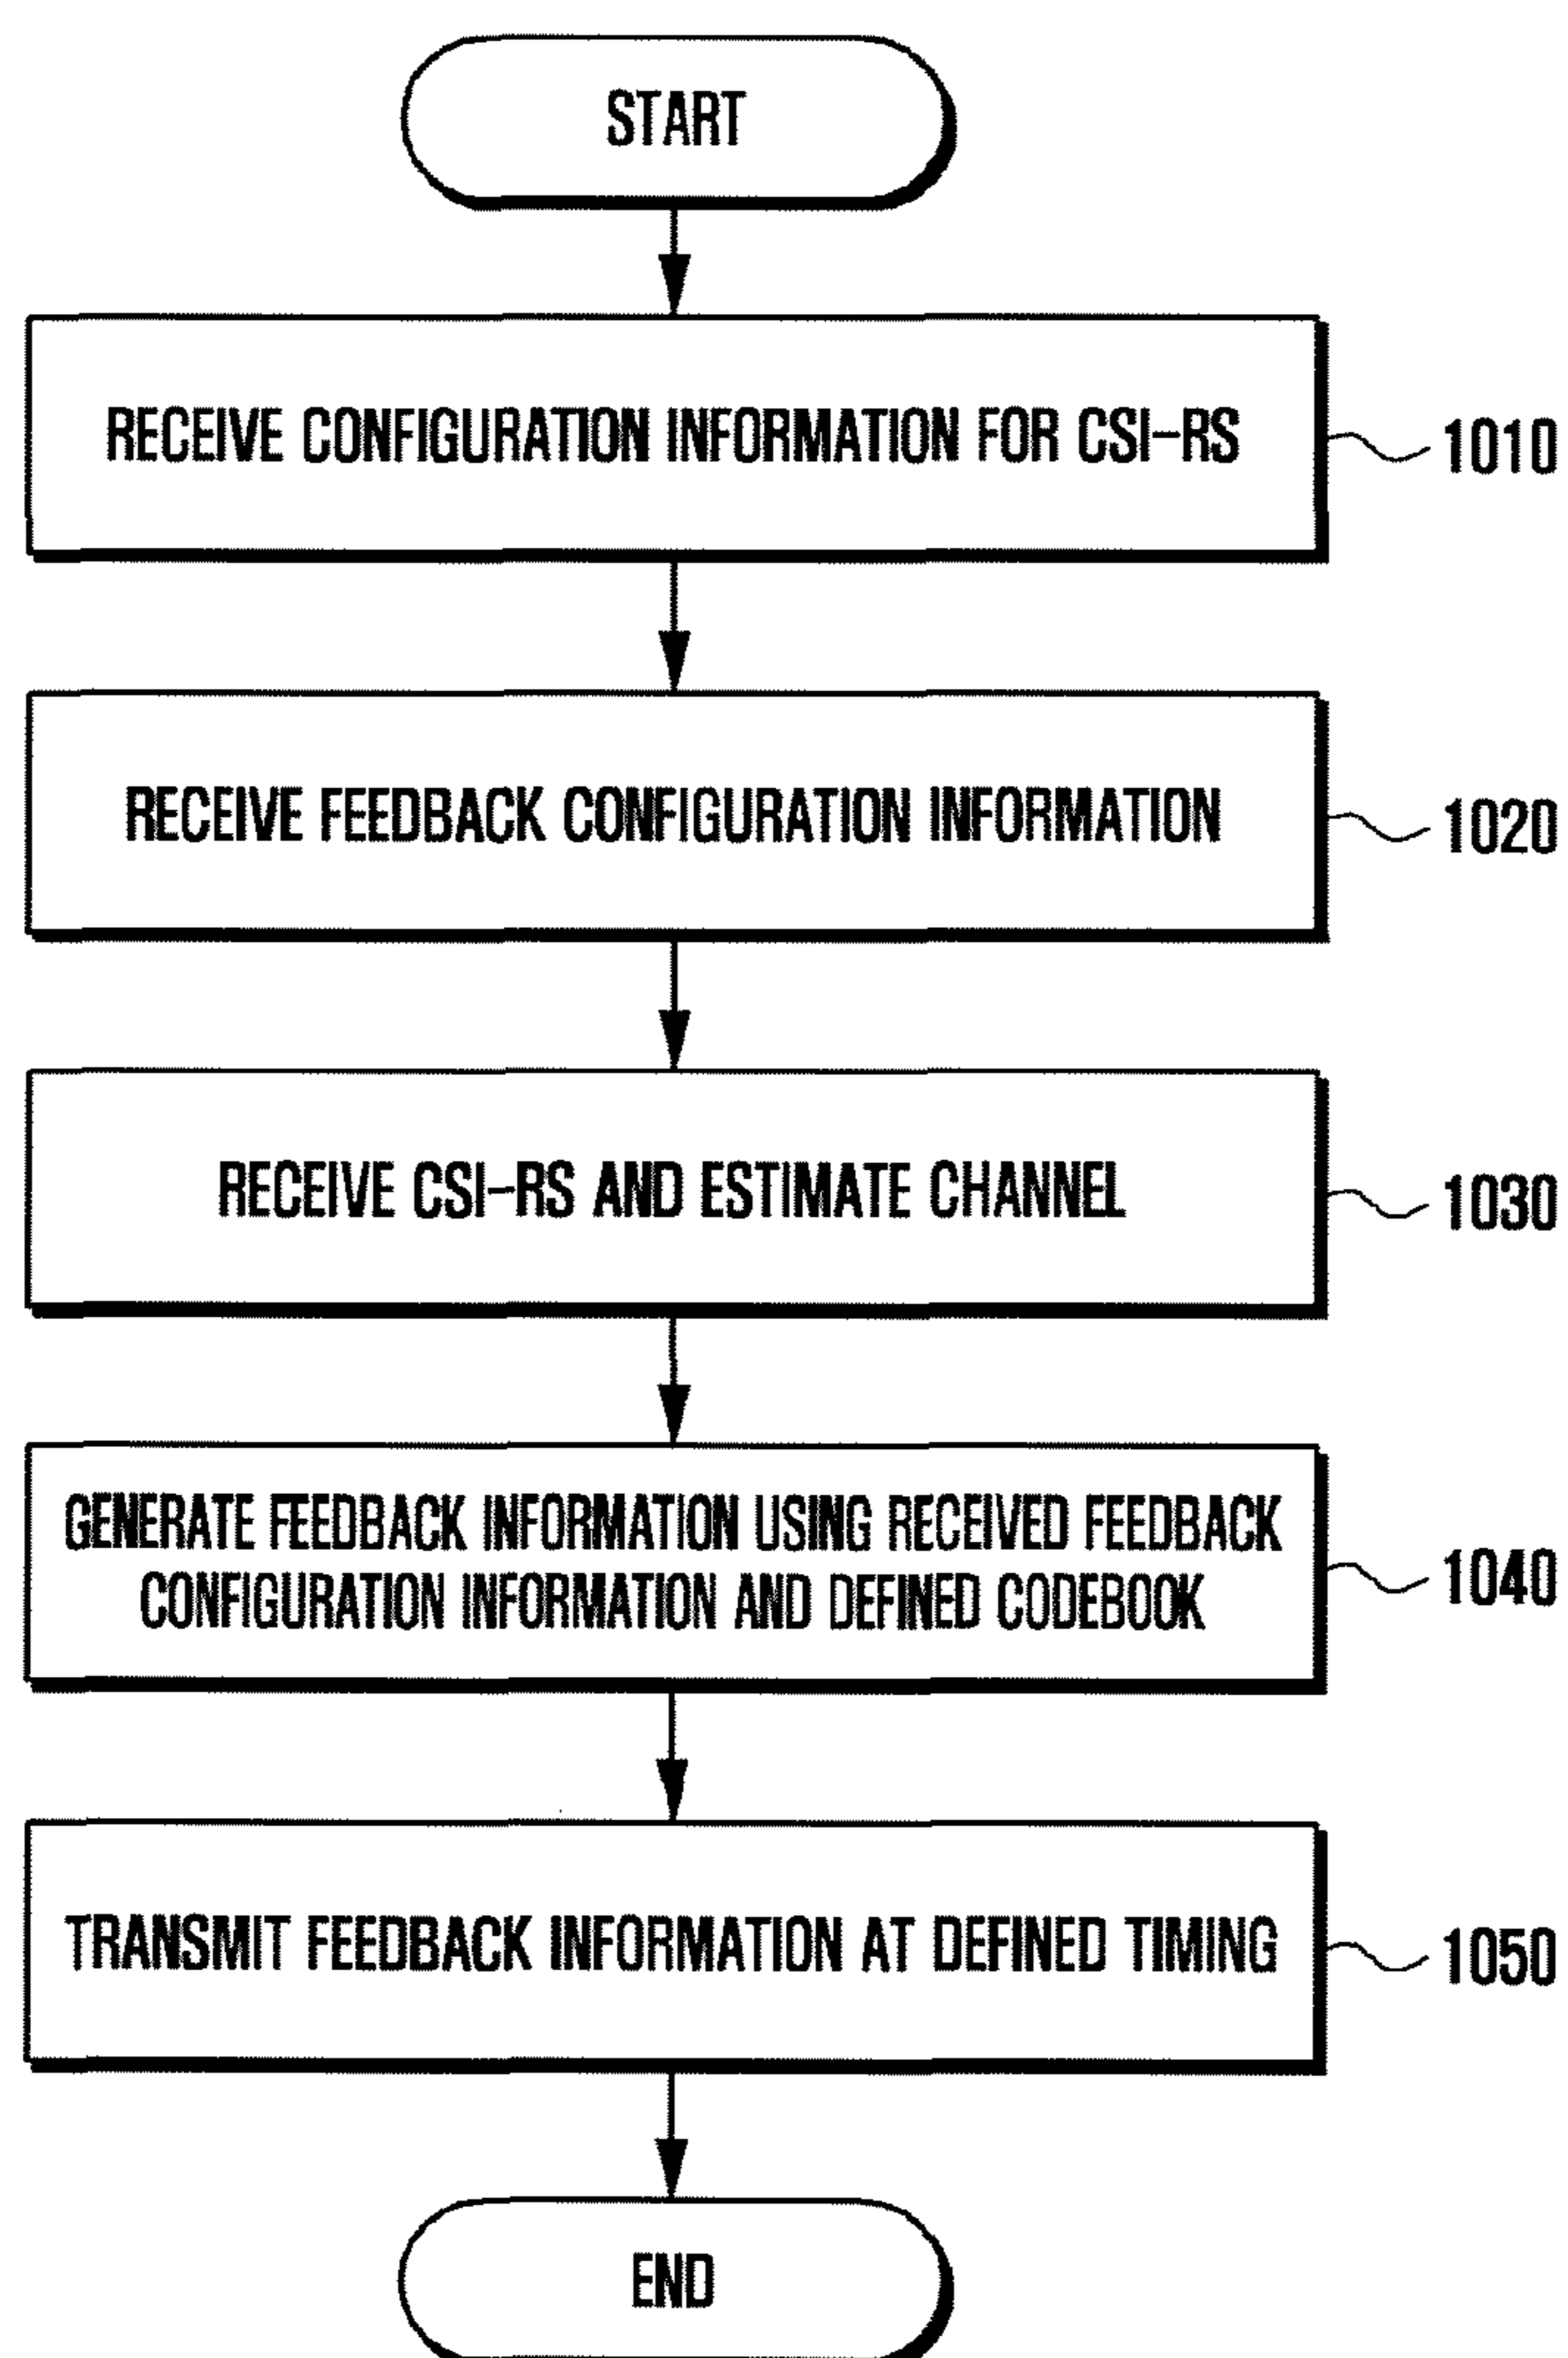 START
RECEIVE CONFIGURATION INFORMATION FOR CSI-RS
1010
RECEIVE FEEDBACK CONFIGURATION INFORMATION
1020
RECEIVE CSI-RS AND ESTIMATE CHANNEL
1030
GENERATE FEEDBACK INFORMATION USING RECEIVED FEEDBACK
CONFIGURATION INFORMATION AND DEFINED CODEBOOK
1040
TRANSMIT FEEDBACK INFORMATION AT DEFINED TIMING
1050
END